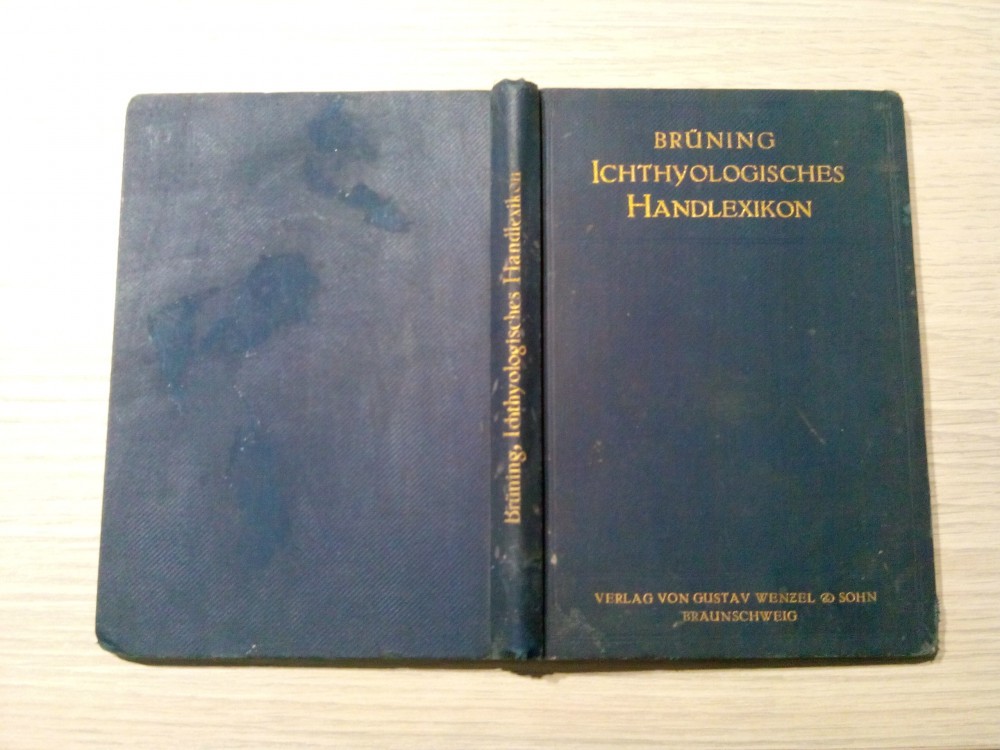 Brüning, Ichthyologisches Handlexikon
BRÜNING
ICHTHYOLOGISCHES
HANDLEXIKON
VERLAG VON GUSTAV WENZEL & SOHN
BRAUNSCHWEIG